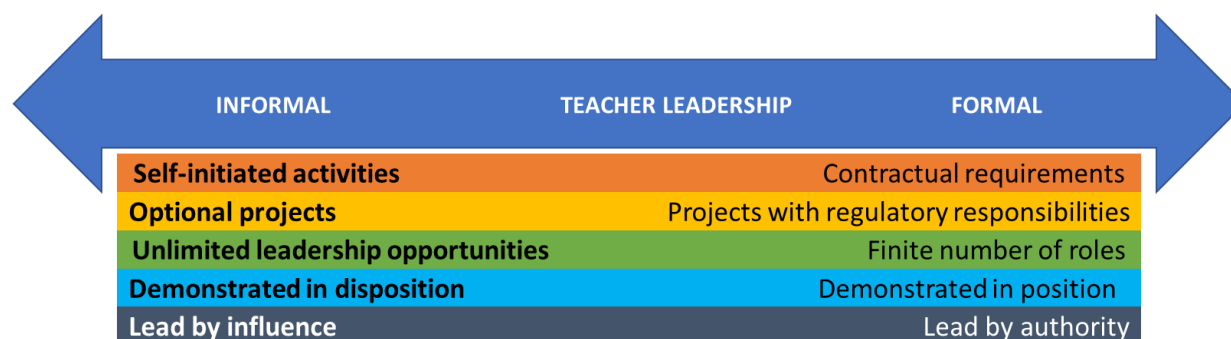 INFORMAL TEACHER LEADERSHIP FORMAL
Self-initiated activities Contractual requirements
Optional projects Projects with regulatory responsibilities
Unlimited leadership opportunities Finite number of roles
Demonstrated in disposition Demonstrated in position
Lead by influence Lead by authority